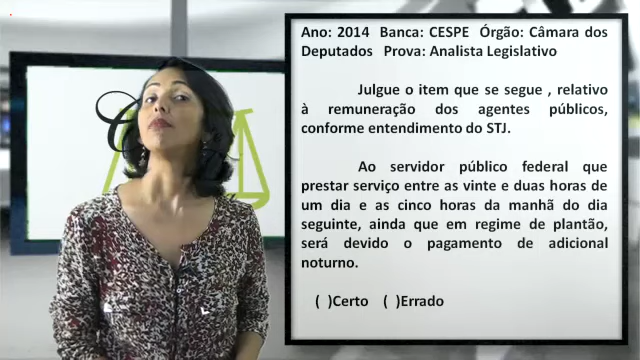 Ano: 2014 Banca: CESPE Órgão: Câmara dos
Deputados Prova: Analista Legislativo
Julgue o item que se segue , relativo
à remuneração dos agentes públicos,
conforme entendimento do STJ.
Ao servidor público federal que
prestar serviço entre as vinte e duas horas de
um dia e as cinco horas da manhã do dia
seguinte, ainda que em regime de plantão,
será devido o pagamento de adicional
noturno.
( )Certo ( )Errado